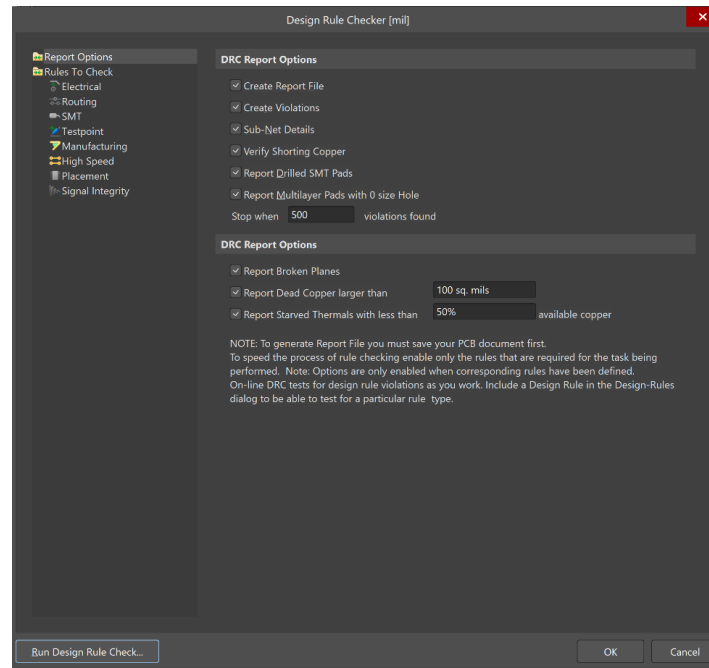 Design Rule Checker [mil]
Report Options
Rules To Check
Electrical
Routing
SMT
Testpoint
Manufacturing
High Speed
Placement
Signal Integrity
DRC Report Options
Create Report File
Create Violations
Sub-Net Details
Verify Shorting Copper
Report Drilled SMT Pads
Report Multilayer Pads with 0 size Hole
Stop when 500 violations found
DRC Report Options
Report Broken Planes
Report Dead Copper larger than 100 sq. mils
Report Starved Thermals with less than 50% available copper
NOTE: To generate Report File you must save your PCB document first.
To speed the process of rule checking enable only the rules that are required for the task being
performed. Note: Options are only enabled when corresponding rules have been defined.
On-line DRC tests for design rule violations as you work. Include a Design Rule in the Design-Rules
dialog to be able to test for a particular rule type.
Run Design Rule Check... OK Cancel